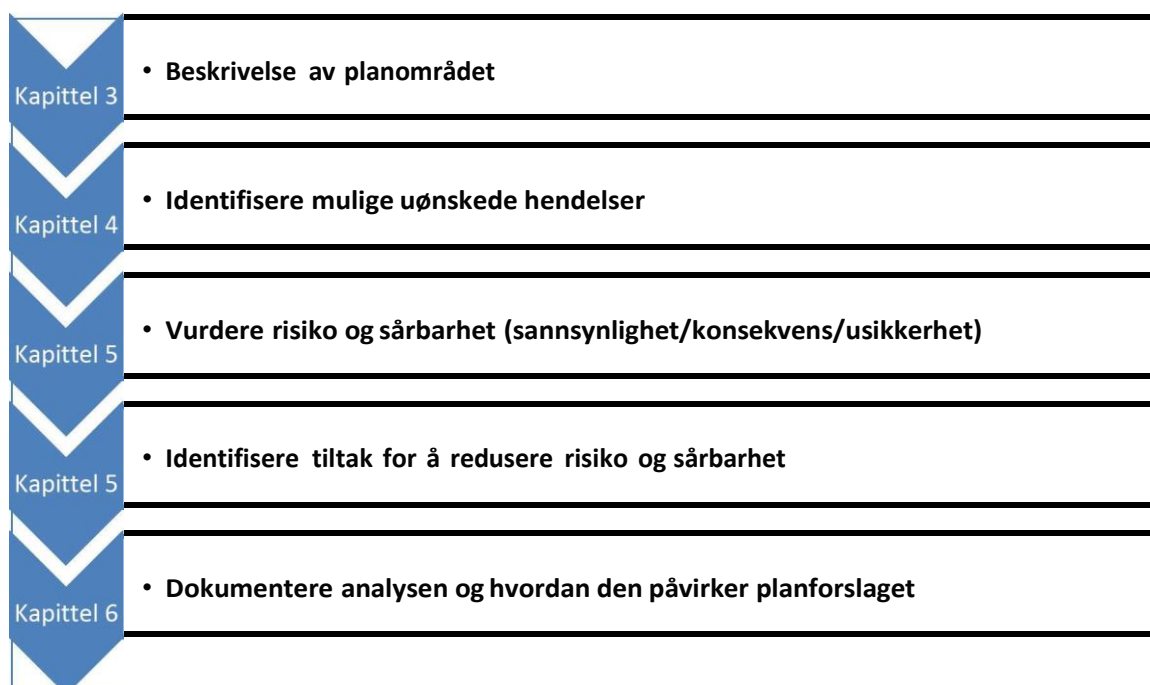 Kapittel 3
• Beskrivelse av planområdet
Kapittel 4
• Identifisere mulige uønskede hendelser
Kapittel 5
• Vurdere risiko og sårbarhet (sannsynlighet/konsekvens/usikkerhet)
Kapittel 5
• Identifisere tiltak for å redusere risiko og sårbarhet
Kapittel 6
• Dokumentere analysen og hvordan den påvirker planforslaget